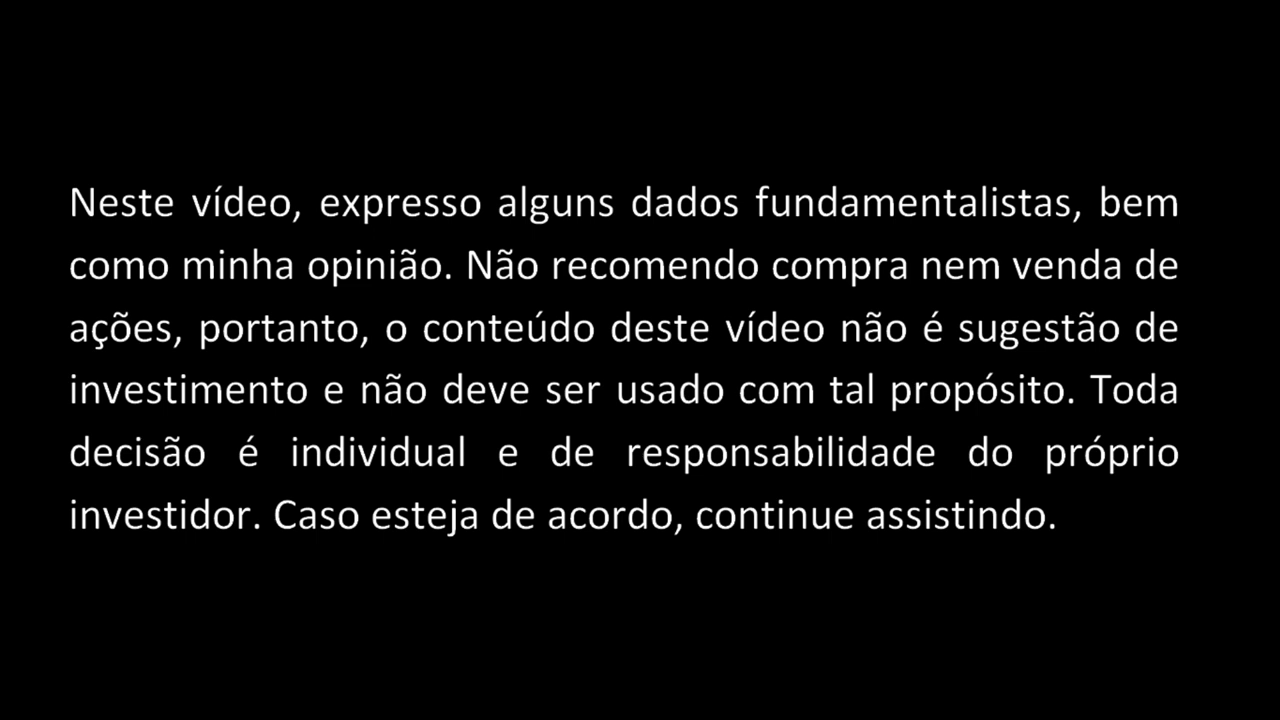 Neste vídeo, expresso alguns dados fundamentalistas, bem
como minha opinião. Não recomendo compra nem venda de
ações, portanto, o conteúdo deste vídeo não é sugestão de
investimento e não deve ser usado com tal propósito. Toda
decisão é individual e de responsabilidade do próprio
investidor. Caso esteja de acordo, continue assistindo.